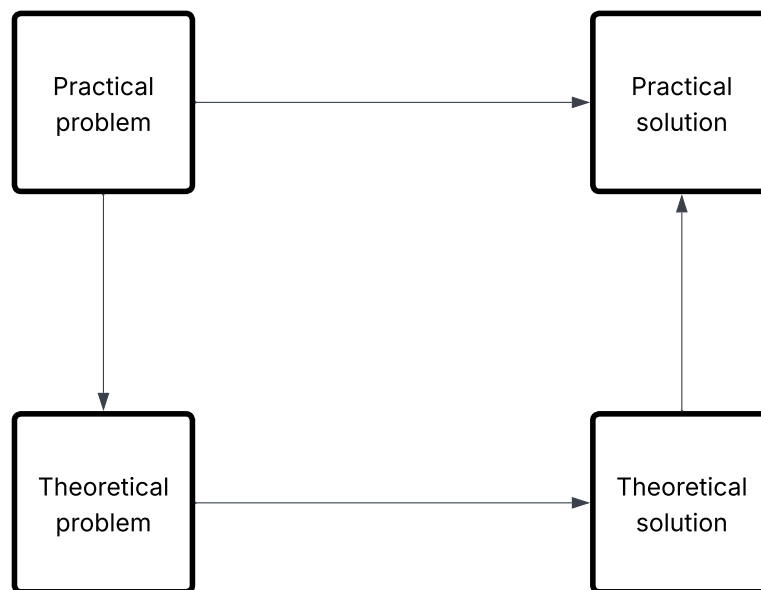 Practical
problem
Practical
solution
Theoretical
problem
Theoretical
solution